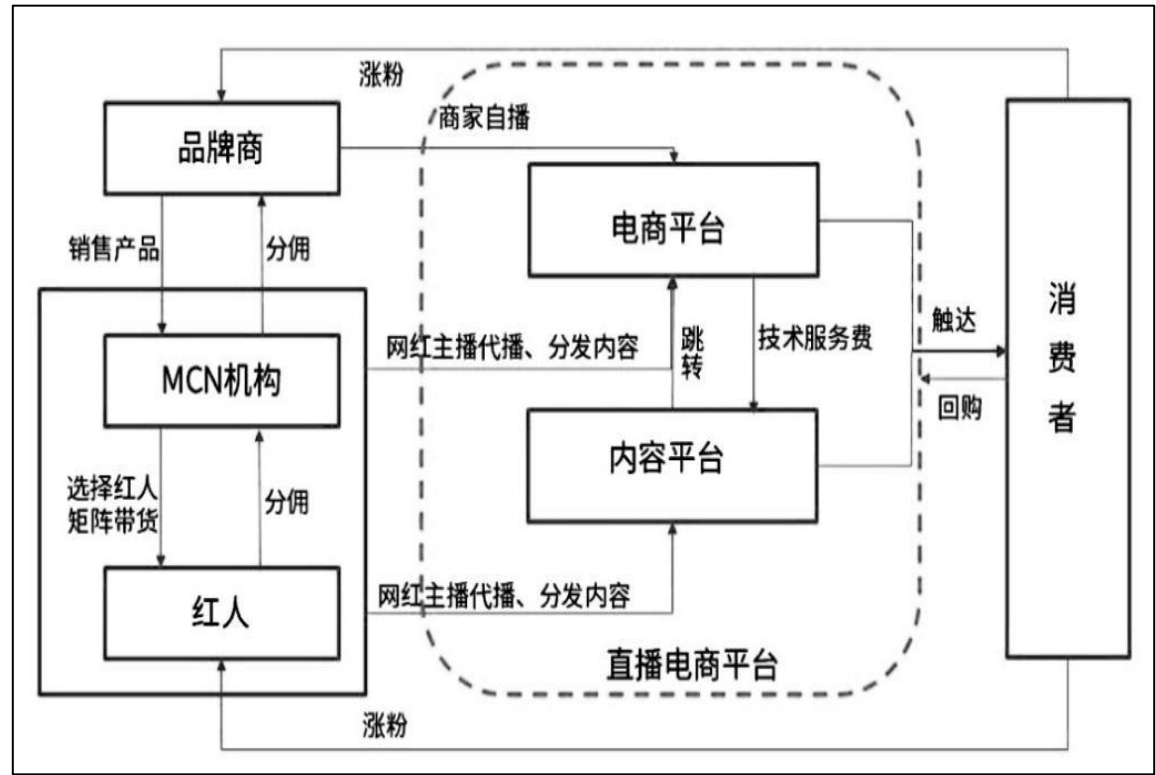 涨粉
品牌商
商家自播
电商平台
销售产品
分佣
消费者
触达
网红主播代播、分发内容
跳转
技术服务费
MCN机构
回购
内容平台
选择红人
矩阵带货
分佣
网红主播代播、分发内容
红人
直播电商平台
涨粉